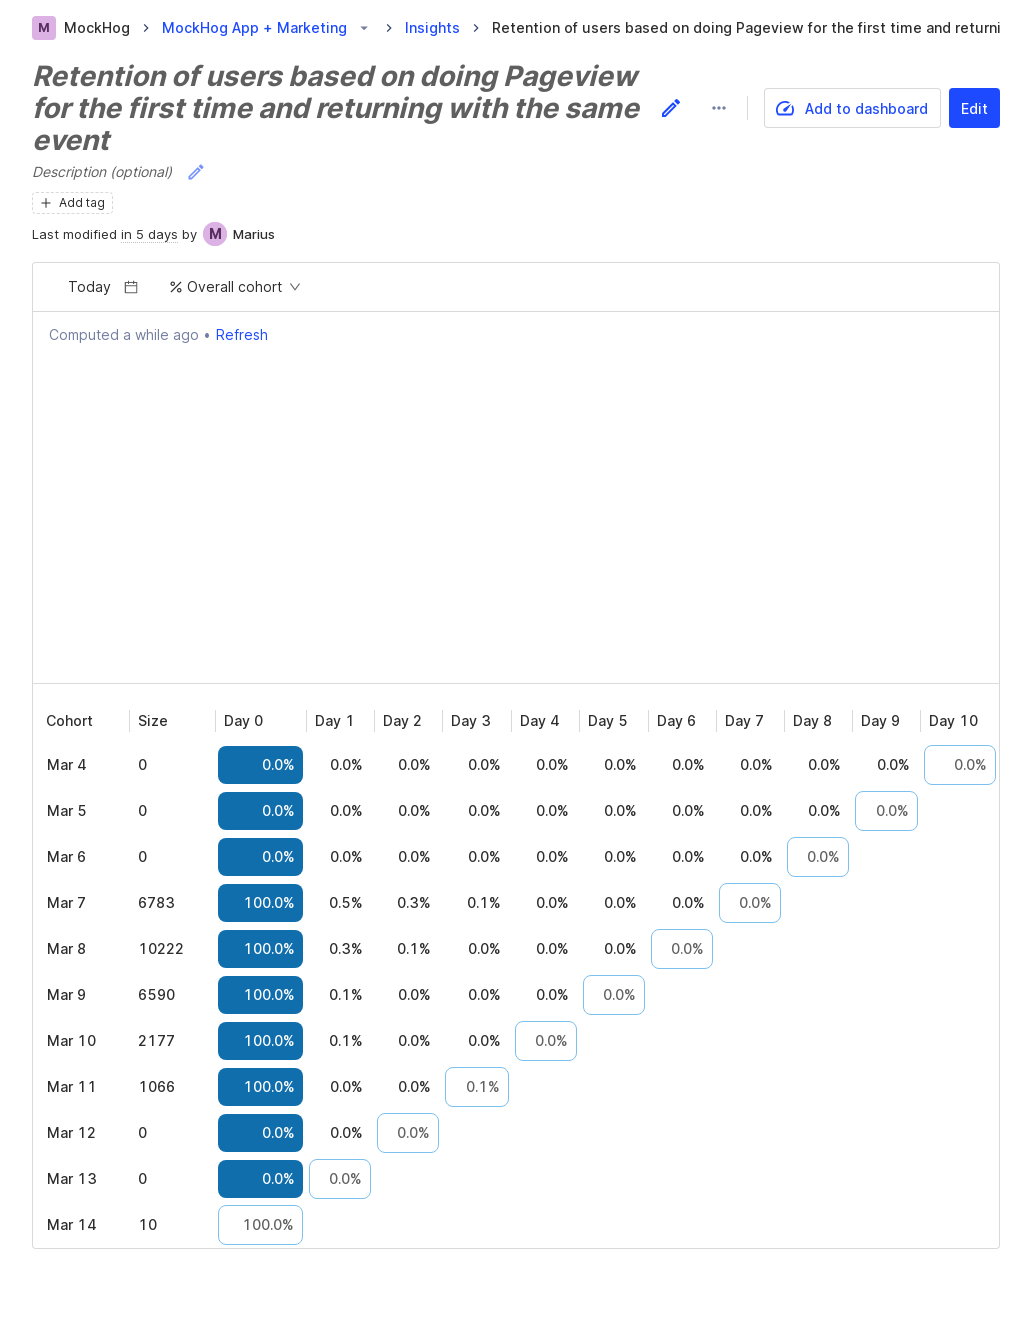 M MockHog > MockHog App + Marketing > Insights > Retention of users based on doing Pageview for the first time and returni
Retention of users based on doing Pageview
for the first time and returning with the same
event
Add to dashboard Edit
Description (optional)
+ Add tag
Last modified in 5 days by M Marius
Today % Overall cohort
Computed a while ago • Refresh
Cohort Size Day 0 Day 1 Day 2 Day 3 Day 4 Day 5 Day 6 Day 7 Day 8 Day 9 Day 10
Mar 4 0 0.0% 0.0% 0.0% 0.0% 0.0% 0.0% 0.0% 0.0% 0.0% 0.0% 0.0%
Mar 5 0 0.0% 0.0% 0.0% 0.0% 0.0% 0.0% 0.0% 0.0% 0.0% 0.0%
Mar 6 0 0.0% 0.0% 0.0% 0.0% 0.0% 0.0% 0.0% 0.0% 0.0%
Mar 7 6783 100.0% 0.5% 0.3% 0.1% 0.0% 0.0% 0.0% 0.0%
Mar 8 10222 100.0% 0.3% 0.1% 0.0% 0.0% 0.0% 0.0%
Mar 9 6590 100.0% 0.1% 0.0% 0.0% 0.0% 0.0%
Mar 10 2177 100.0% 0.1% 0.0% 0.0% 0.0%
Mar 11 1066 100.0% 0.0% 0.0% 0.1%
Mar 12 0 0.0% 0.0% 0.0%
Mar 13 0 0.0% 0.0%
Mar 14 10 100.0%